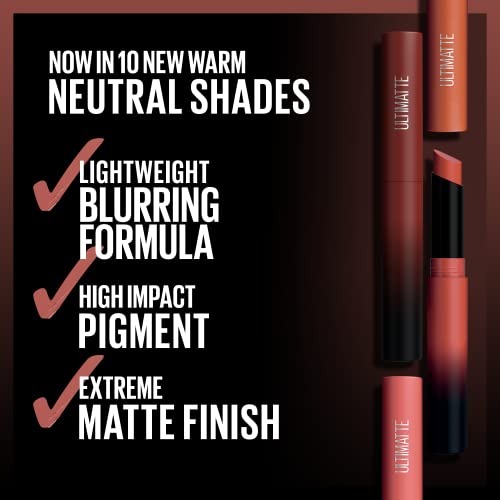 NOW IN 10 NEW WARM
NEUTRAL SHADES
LIGHTWEIGHT
BLURRING
FORMULA
HIGH IMPACT
PIGMENT
EXTREME
MATTE FINISH
ULTIMATTE
ULTIMATTE
ULTIMATTE